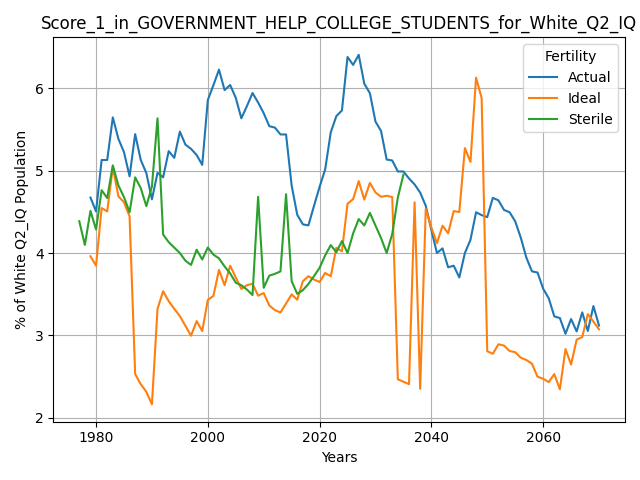 Score_1_in_GOVERNMENT_HELP_COLLEGE_STUDENTS_for_White_Q2_IQ
Fertility
Actual
Ideal
Sterile
% of White Q2_IQ Population
6
5
4
3
2
1980 2000 2020 2040 2060
Years